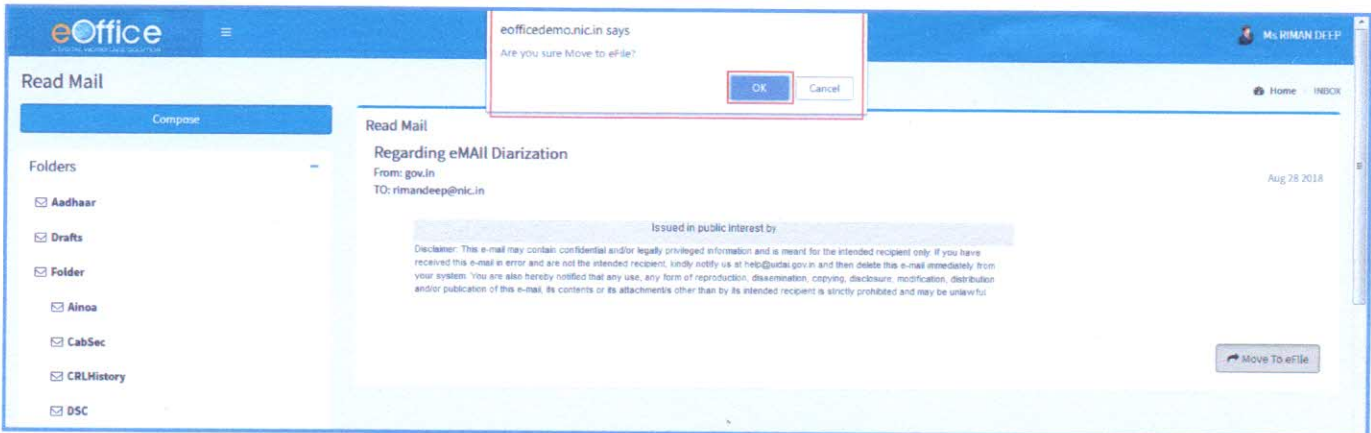 eOffice
A DIGITAL WORKPLACE SOLUTION
eofficedemo.nic.in says
Are you sure Move to eFile?
OK
Cancel
Ms RIMAN DEEP
Read Mail
Home
INBOX
Compose
Folders
Aadhaar
Drafts
Folder
Ainoa
CabSec
CRLHistory
DSC
Read Mail
Regarding eMAIl Diarization
From: gov.in
TO: rimandeep@nic.in
Aug 28 2018
Issued in public interest by
Disclaimer: This e-mail may contain confidential and/or legally privileged information and is meant for the intended recipient only. If you have
received this e-mail in error and are not the intended recipient, kindly notify us at help@uidai.gov.in and then delete this e-mail immediately from
your system. You are also hereby notified that any use, any form of reproduction, dissemination, copying, disclosure, modification, distribution
and/or publication of this e-mail, its contents or its attachment/s other than by its intended recipient is strictly prohibited and may be unlawful.
Move To eFile